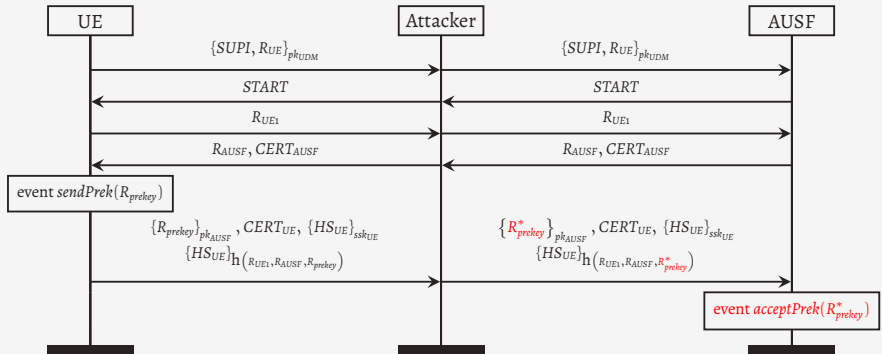 UE Attacker AUSF
{SUPI, R_UE}_pk_UDM {SUPI, R_UE}_pk_UDM
START START
R_UE1 R_UE1
R_AUSF, CERT_AUSF R_AUSF, CERT_AUSF
event sendPrek(R_prekey)
{R_prekey}_pk_AUSF, CERT_UE, {HS_UE}_ssk_UE {R*_prekey}_pk_AUSF, CERT_UE, {HS_UE}_ssk_UE
{HS_UE}_h(R_UE1, R_AUSF, R_prekey) {HS_UE}_h(R_UE1, R_AUSF, R*_prekey)
event acceptPrek(R*_prekey)